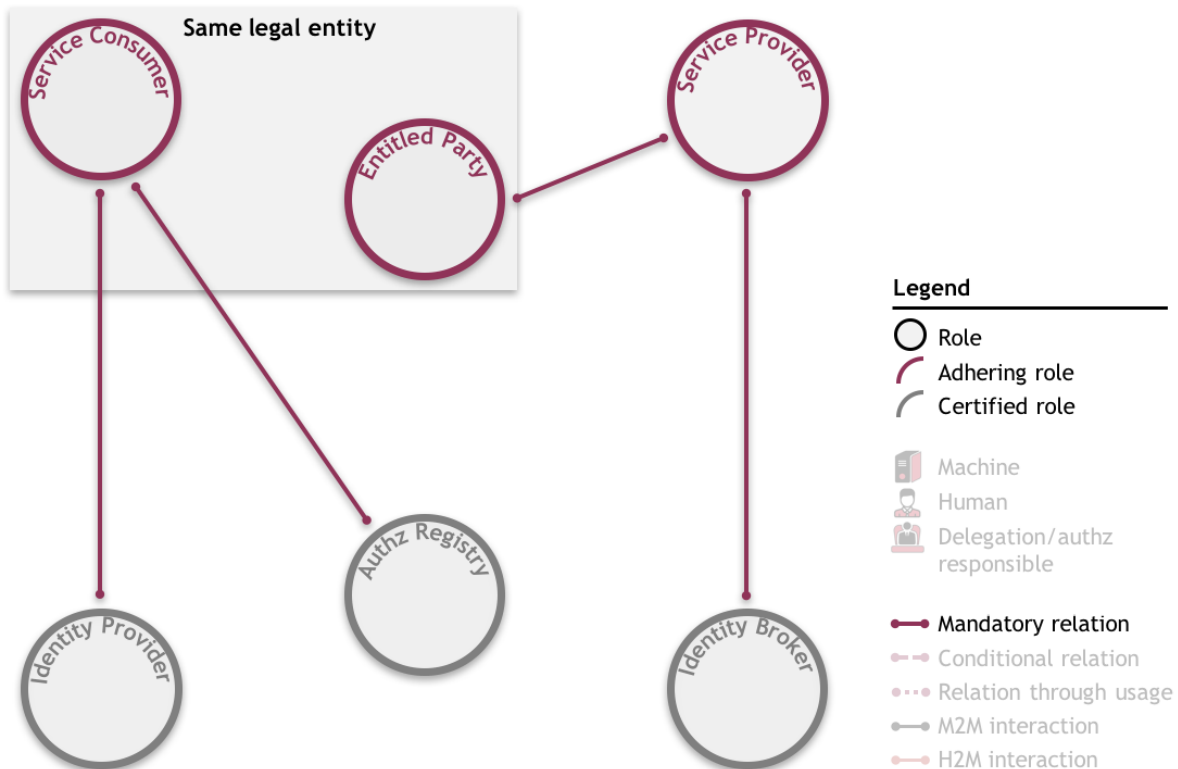 Same legal entity
Service Consumer
Entitled Party
Service Provider
Authz Registry
Identity Provider
Identity Broker
Legend
Role
Adhering role
Certified role
Machine
Human
Delegation/authz
responsible
Mandatory relation
Conditional relation
Relation through usage
M2M interaction
H2M interaction